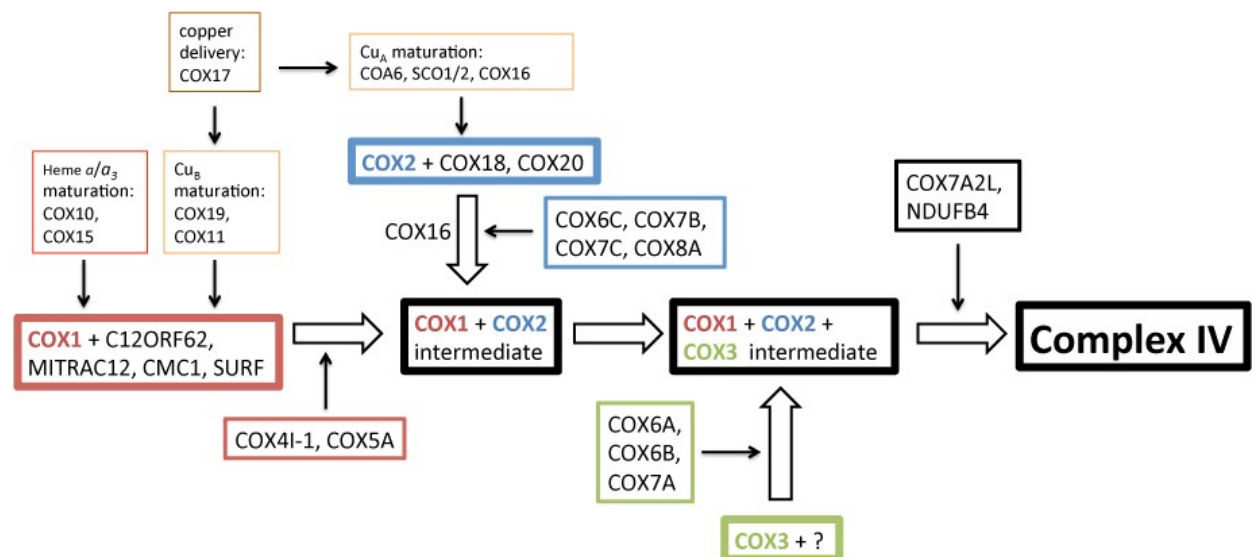 copper
delivery:
COX17
CuA maturation:
COA6, SCO1/2, COX16
Heme a/a3
maturation:
COX10,
COX15
CuB
maturation:
COX19,
COX11
COX2 + COX18, COX20
COX16
COX6C, COX7B,
COX7C, COX8A
COX7A2L,
NDUFB4
COX1 + C12ORF62,
MITRAC12, CMC1, SURF
COX1 + COX2
intermediate
COX1 + COX2 +
COX3 intermediate
Complex IV
COX4I-1, COX5A
COX6A,
COX6B,
COX7A
COX3 + ?